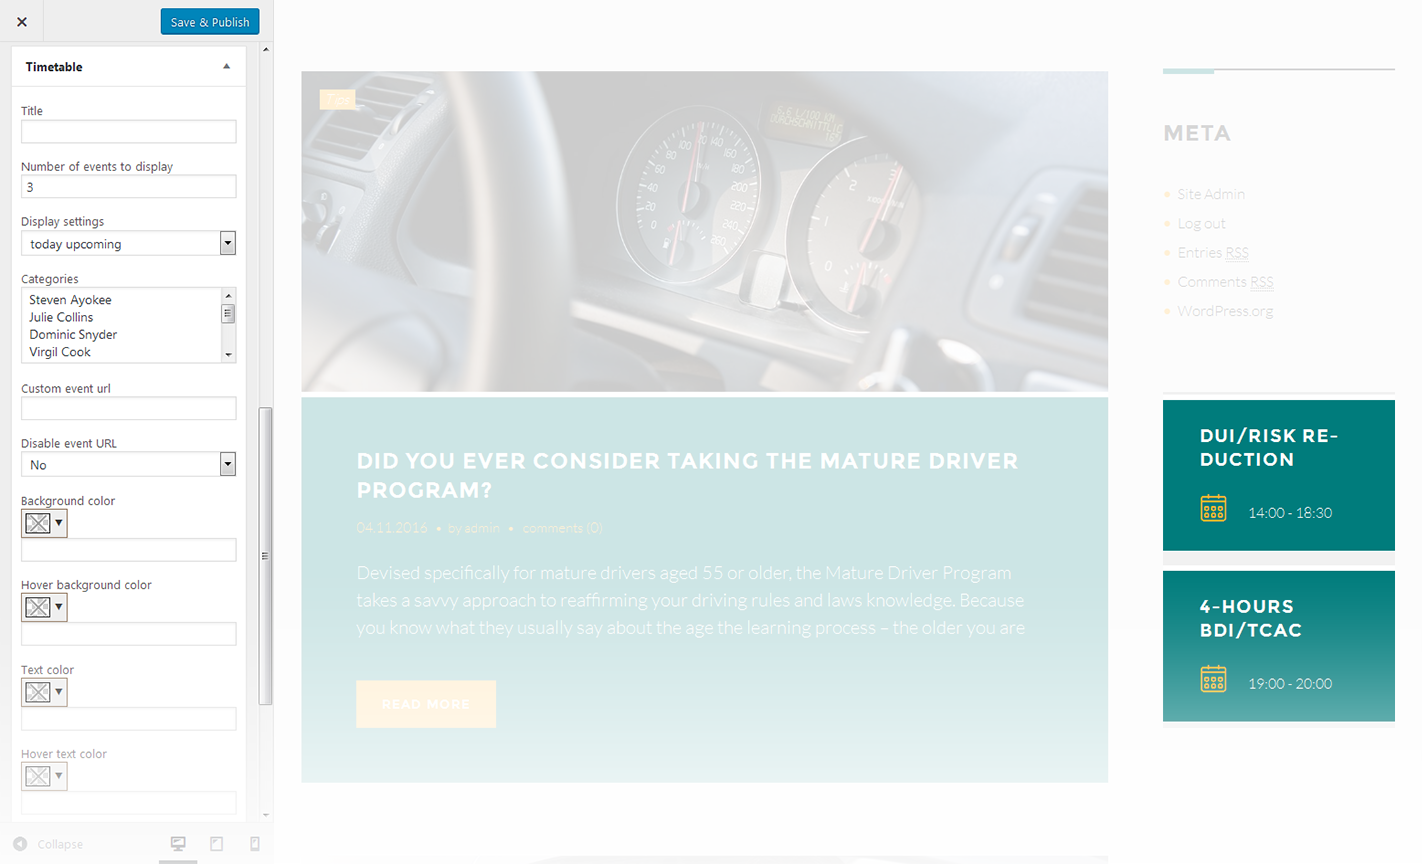 Save & Publish
Timetable
Title
Number of events to display
3
Display settings
today upcoming
Categories
Steven Ayokee
Julie Collins
Dominic Snyder
Virgil Cook
Custom event url
Disable event URL
No
Background color
Hover background color
Text color
Hover text color
Collapse
Tips
DID YOU EVER CONSIDER TAKING THE MATURE DRIVER
PROGRAM?
04.11.2016 • by admin • comments (0)
Devised specifically for mature drivers aged 55 or older, the Mature Driver Program
takes a savvy approach to reaffirming your driving rules and laws knowledge. Because
you know what they usually say about the age the learning process – the older you are
READ MORE
META
Site Admin
Log out
Entries RSS
Comments RSS
WordPress.org
DUI/RISK RE-
DUCTION
14:00 - 18:30
4-HOURS
BDI/TCAC
19:00 - 20:00